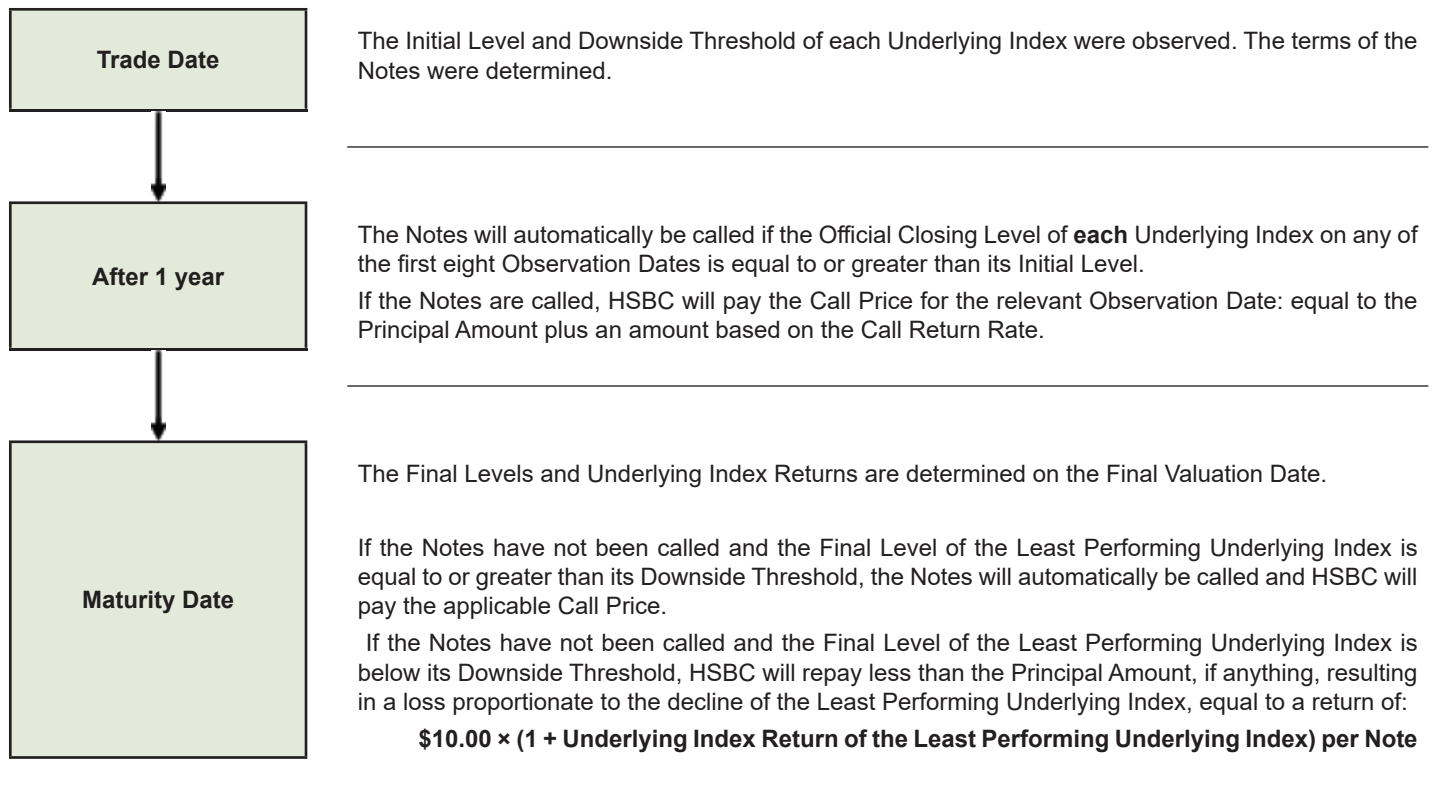 Trade Date
The Initial Level and Downside Threshold of each Underlying Index were observed. The terms of the
Notes were determined.
After 1 year
The Notes will automatically be called if the Official Closing Level of each Underlying Index on any of
the first eight Observation Dates is equal to or greater than its Initial Level.
If the Notes are called, HSBC will pay the Call Price for the relevant Observation Date: equal to the
Principal Amount plus an amount based on the Call Return Rate.
Maturity Date
The Final Levels and Underlying Index Returns are determined on the Final Valuation Date.
If the Notes have not been called and the Final Level of the Least Performing Underlying Index is
equal to or greater than its Downside Threshold, the Notes will automatically be called and HSBC will
pay the applicable Call Price.
If the Notes have not been called and the Final Level of the Least Performing Underlying Index is
below its Downside Threshold, HSBC will repay less than the Principal Amount, if anything, resulting
in a loss proportionate to the decline of the Least Performing Underlying Index, equal to a return of:
$10.00 × (1 + Underlying Index Return of the Least Performing Underlying Index) per Note